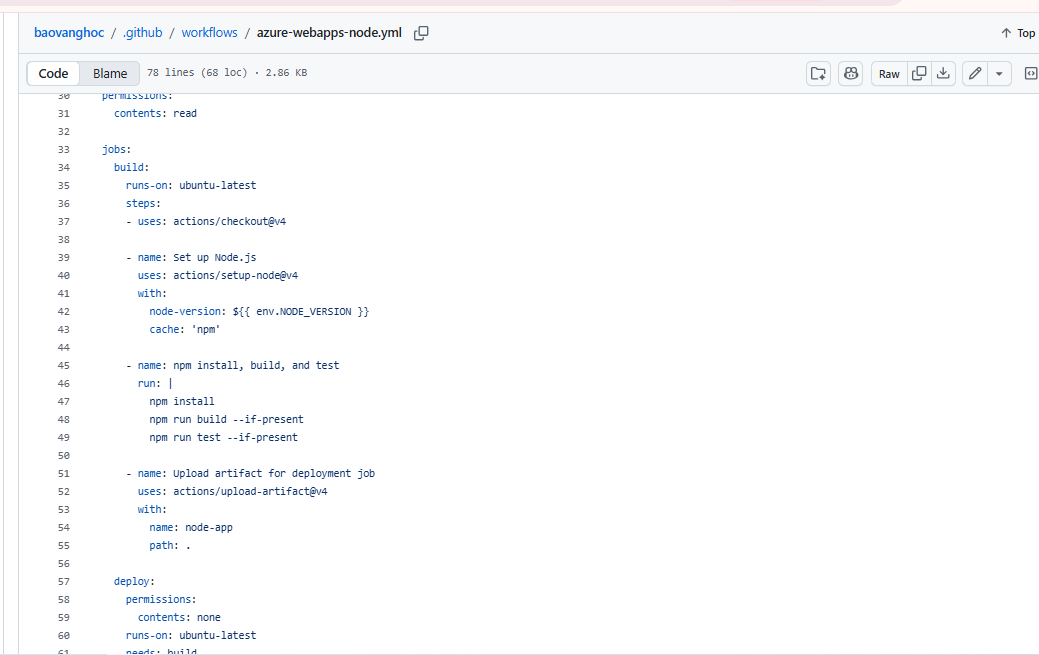 baovanghoc / .github / workflows / azure-webapps-node.yml
Top
Code Blame 78 lines (68 loc) · 2.86 KB
Raw
30 permissions:
31 contents: read
32
33 jobs:
34 build:
35 runs-on: ubuntu-latest
36 steps:
37 - uses: actions/checkout@v4
38
39 - name: Set up Node.js
40 uses: actions/setup-node@v4
41 with:
42 node-version: ${{ env.NODE_VERSION }}
43 cache: 'npm'
44
45 - name: npm install, build, and test
46 run: |
47 npm install
48 npm run build --if-present
49 npm run test --if-present
50
51 - name: Upload artifact for deployment job
52 uses: actions/upload-artifact@v4
53 with:
54 name: node-app
55 path: .
56
57 deploy:
58 permissions:
59 contents: none
60 runs-on: ubuntu-latest
61 needs: build